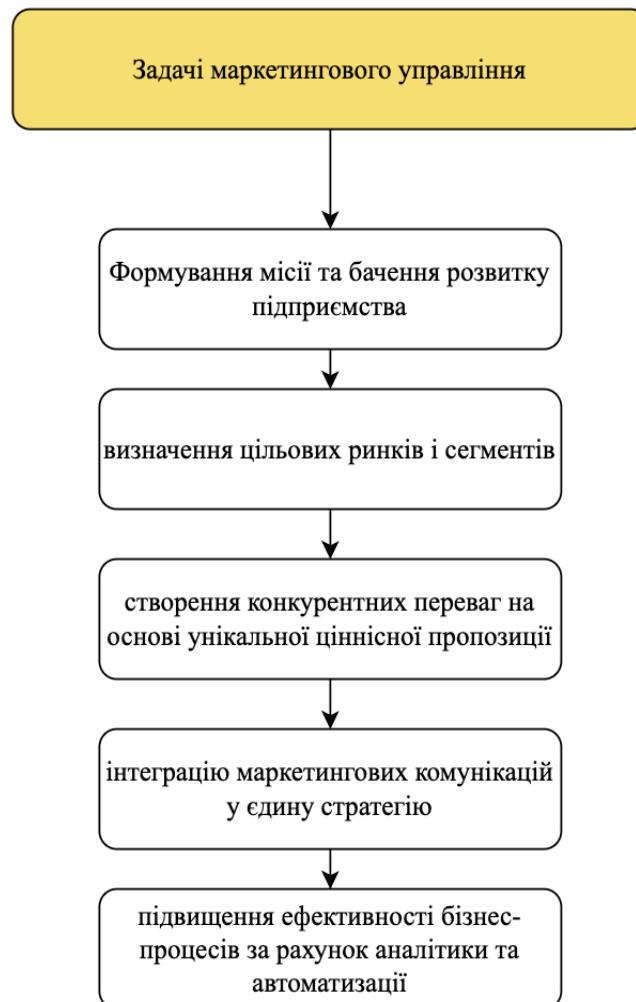 Задачі маркетингового управління
Формування місії та бачення розвитку
підприємства
визначення цільових ринків і сегментів
створення конкурентних переваг на
основі унікальної ціннісної пропозиції
інтеграцію маркетингових комунікацій
у єдину стратегію
підвищення ефективності бізнес-
процесів за рахунок аналітики та
автоматизації